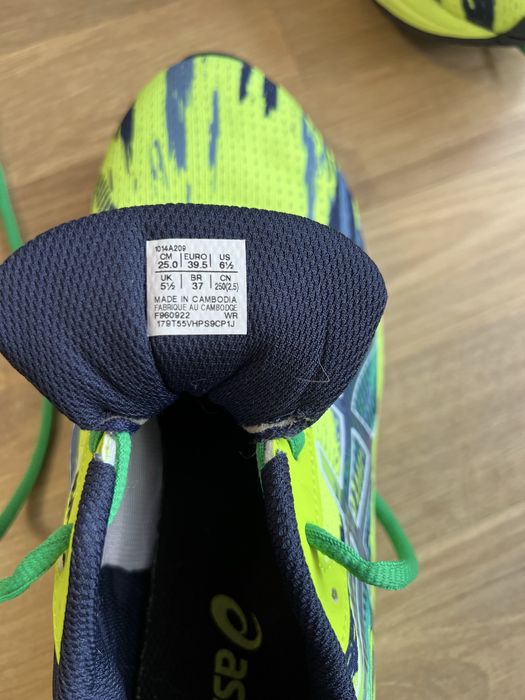 1014A209
CM EURO US
25.0 39.5 6½
UK BR CN
5½ 37 250(2.5)
MADE IN CAMBODIA
FABRIQUE AU CAMBODGE
F960922 WR
179T55VHPS9CP1J
asics